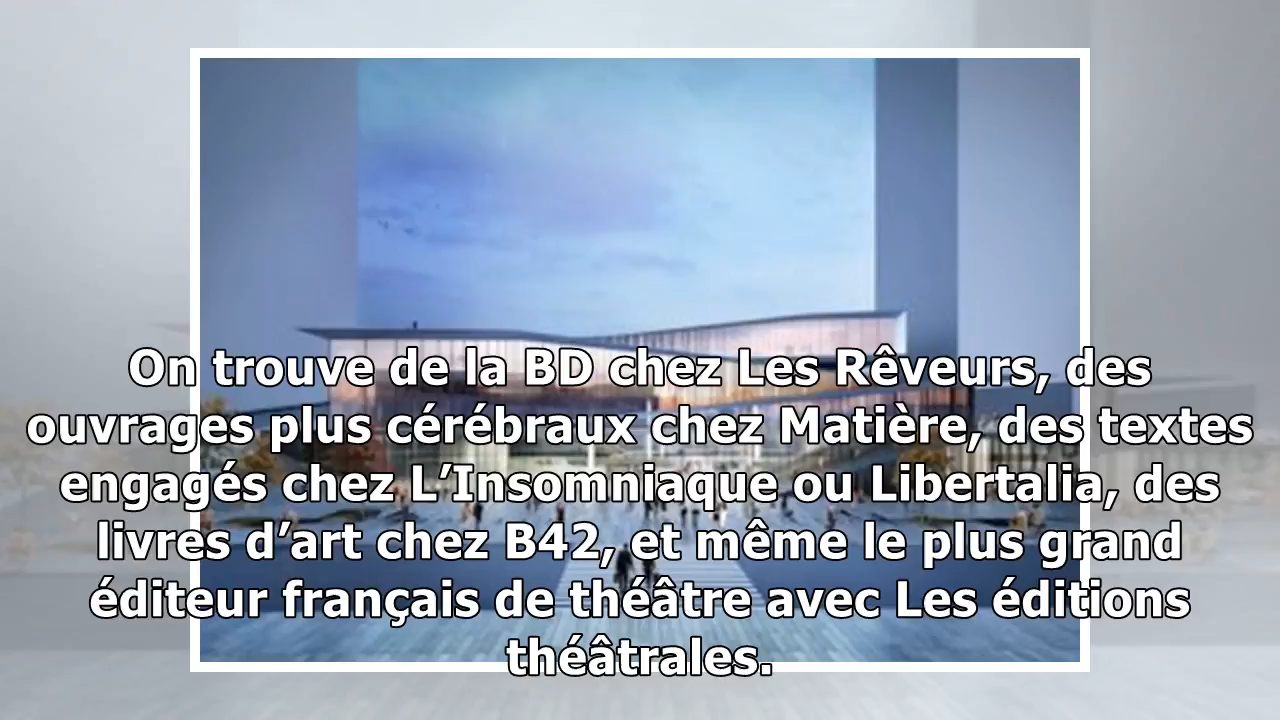 On trouve de la BD chez Les Rêveurs, des
ouvrages plus cérébraux chez Matière, des textes
engagés chez L’Insomniaque ou Libertalia, des
livres d’art chez B42, et même le plus grand
éditeur français de théâtre avec Les éditions
théâtrales.